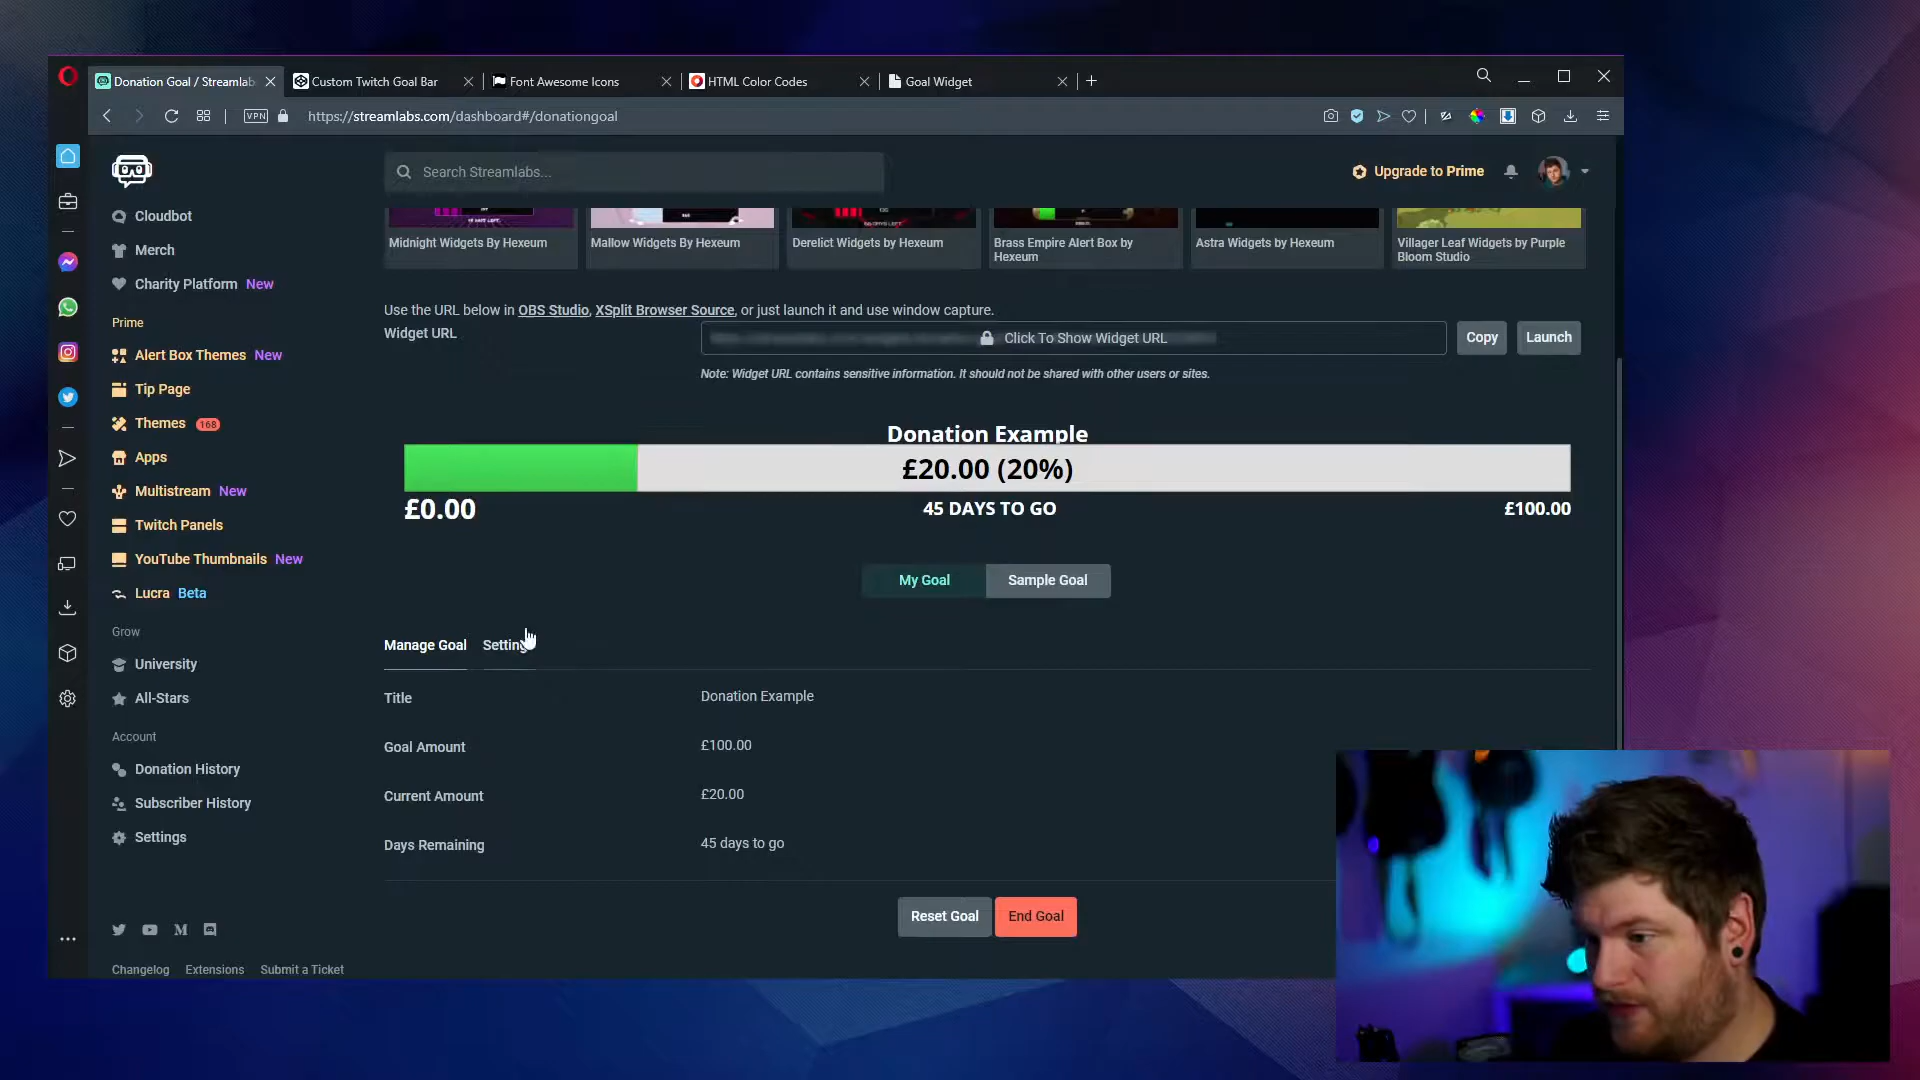 Donation Goal / Streamlab
Custom Twitch Goal Bar
Font Awesome Icons
HTML Color Codes
Goal Widget
VPN
https://streamlabs.com/dashboard#/donationgoal
Search Streamlabs...
Upgrade to Prime
Cloudbot
Merch
Charity Platform New
Prime
Alert Box Themes New
Tip Page
Themes 168
Apps
Multistream New
Twitch Panels
YouTube Thumbnails New
Lucra Beta
Grow
University
All-Stars
Account
Donation History
Subscriber History
Settings
Changelog Extensions Submit a Ticket
Midnight Widgets By Hexeum
Mallow Widgets By Hexeum
Derelict Widgets by Hexeum
Brass Empire Alert Box by
Hexeum
Astra Widgets by Hexeum
Villager Leaf Widgets by Purple
Bloom Studio
Use the URL below in OBS Studio, XSplit Browser Source, or just launch it and use window capture.
Widget URL
Click To Show Widget URL
Copy
Launch
Note: Widget URL contains sensitive information. It should not be shared with other users or sites.
Donation Example
£20.00 (20%)
£0.00
45 DAYS TO GO
£100.00
My Goal
Sample Goal
Manage Goal
Setting
Title
Donation Example
Goal Amount
£100.00
Current Amount
£20.00
Days Remaining
45 days to go
Reset Goal
End Goal